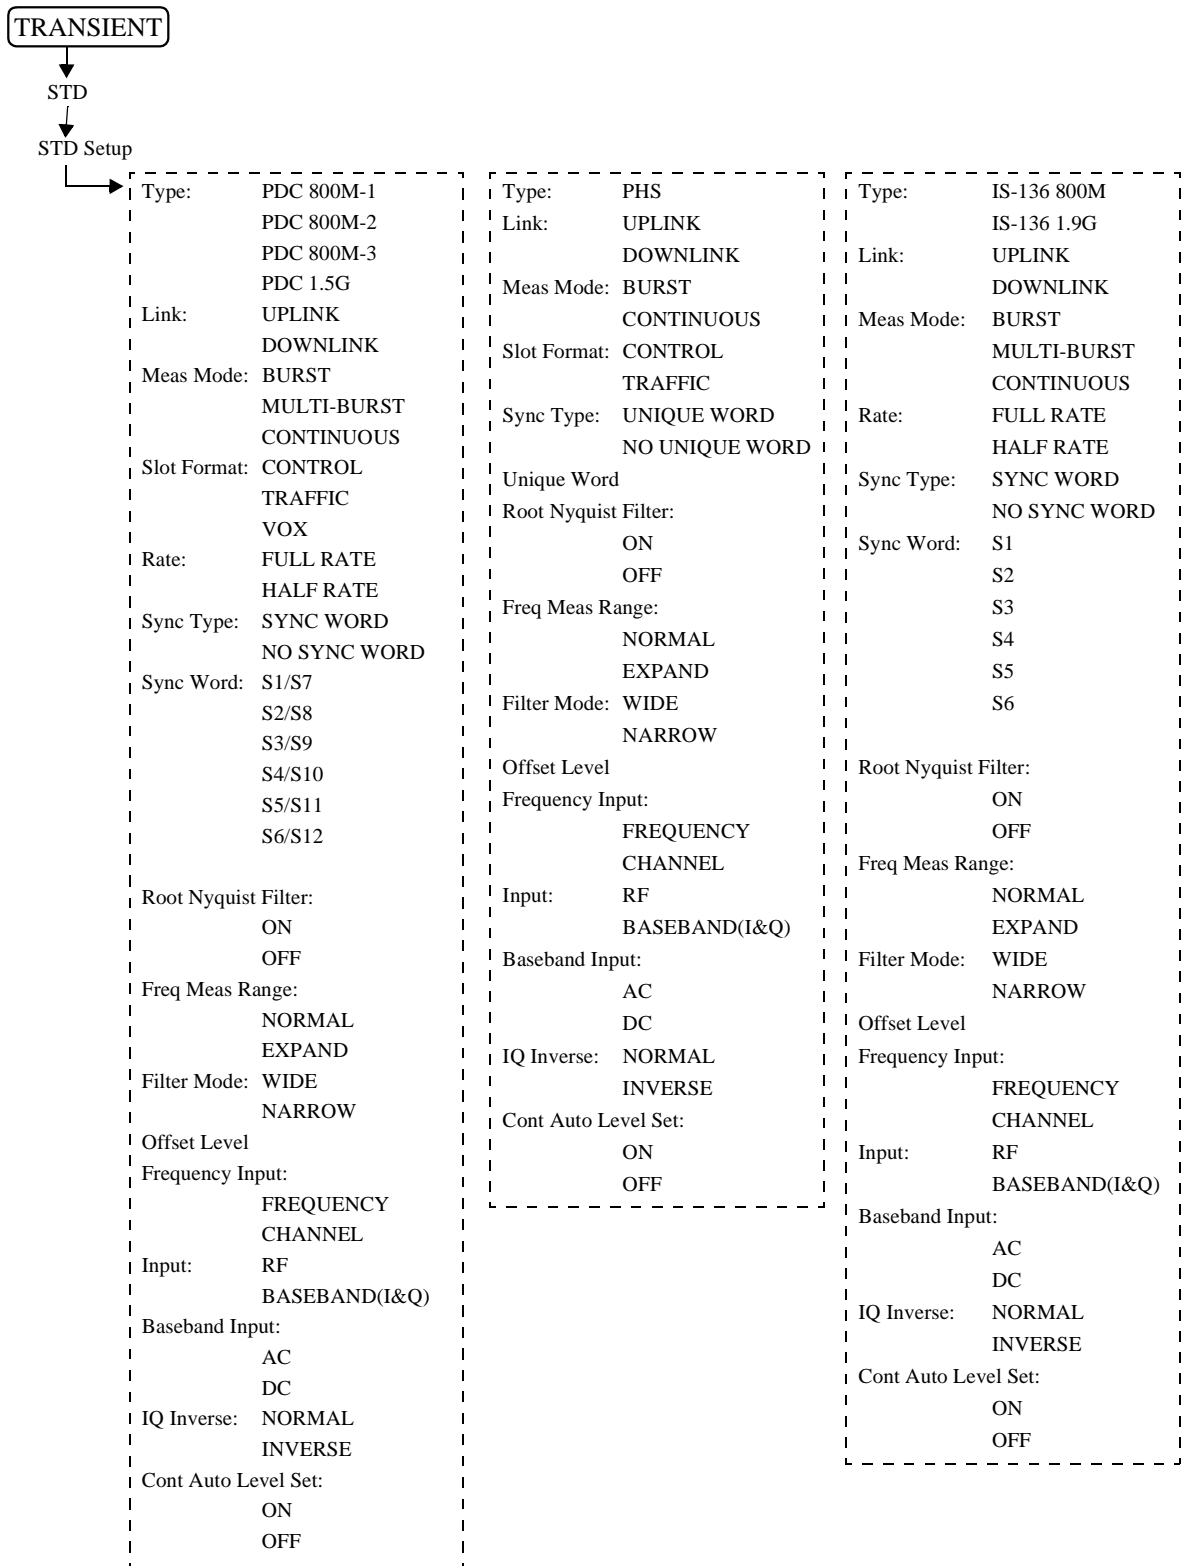 TRANSIENT
STD
STD Setup
Type: PDC 800M-1
PDC 800M-2
PDC 800M-3
PDC 1.5G
Link: UPLINK
DOWNLINK
Meas Mode: BURST
MULTI-BURST
CONTINUOUS
Slot Format: CONTROL
TRAFFIC
VOX
Rate: FULL RATE
HALF RATE
Sync Type: SYNC WORD
NO SYNC WORD
Sync Word: S1/S7
S2/S8
S3/S9
S4/S10
S5/S11
S6/S12
Root Nyquist Filter:
ON
OFF
Freq Meas Range:
NORMAL
EXPAND
Filter Mode: WIDE
NARROW
Offset Level
Frequency Input:
FREQUENCY
CHANNEL
Input: RF
BASEBAND(I&Q)
Baseband Input:
AC
DC
IQ Inverse: NORMAL
INVERSE
Cont Auto Level Set:
ON
OFF
Type: PHS
Link: UPLINK
DOWNLINK
Meas Mode: BURST
CONTINUOUS
Slot Format: CONTROL
TRAFFIC
Sync Type: UNIQUE WORD
NO UNIQUE WORD
Unique Word
Root Nyquist Filter:
ON
OFF
Freq Meas Range:
NORMAL
EXPAND
Filter Mode: WIDE
NARROW
Offset Level
Frequency Input:
FREQUENCY
CHANNEL
Input: RF
BASEBAND(I&Q)
Baseband Input:
AC
DC
IQ Inverse: NORMAL
INVERSE
Cont Auto Level Set:
ON
OFF
Type: IS-136 800M
IS-136 1.9G
Link: UPLINK
DOWNLINK
Meas Mode: BURST
MULTI-BURST
CONTINUOUS
Rate: FULL RATE
HALF RATE
Sync Type: SYNC WORD
NO SYNC WORD
Sync Word: S1
S2
S3
S4
S5
S6
Root Nyquist Filter:
ON
OFF
Freq Meas Range:
NORMAL
EXPAND
Filter Mode: WIDE
NARROW
Offset Level
Frequency Input:
FREQUENCY
CHANNEL
Input: RF
BASEBAND(I&Q)
Baseband Input:
AC
DC
IQ Inverse: NORMAL
INVERSE
Cont Auto Level Set:
ON
OFF